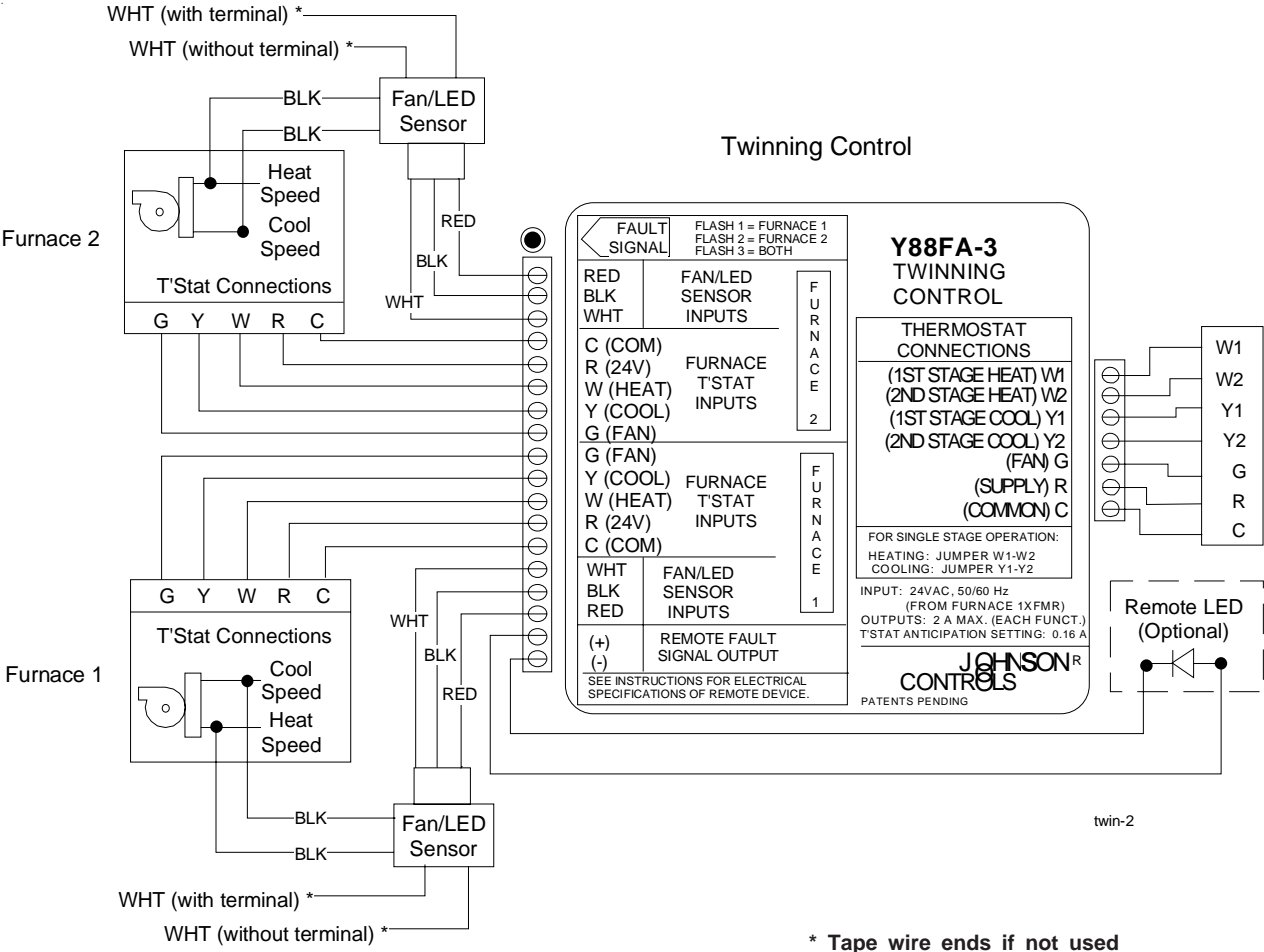 WHT (with terminal) *
WHT (without terminal) *
BLK
BLK
Fan/LED
Sensor
Heat
Speed
Cool
Speed
Furnace 2
T'Stat Connections
G Y W R C
RED
BLK
WHT
Twinning Control
FAULT
SIGNAL
FLASH 1 = FURNACE 1
FLASH 2 = FURNACE 2
FLASH 3 = BOTH
RED
BLK
WHT
FAN/LED
SENSOR
INPUTS
C (COM)
R (24V)
W (HEAT)
Y (COOL)
G (FAN)
FURNACE
T'STAT
INPUTS
FURNACE 2
G (FAN)
Y (COOL)
W (HEAT)
R (24V)
C (COM)
FURNACE
T'STAT
INPUTS
WHT
BLK
RED
FAN/LED
SENSOR
INPUTS
FURNACE 1
(+)
(-)
REMOTE FAULT
SIGNAL OUTPUT
SEE INSTRUCTIONS FOR ELECTRICAL
SPECIFICATIONS OF REMOTE DEVICE.
Y88FA-3
TWINNING
CONTROL
THERMOSTAT
CONNECTIONS
(1ST STAGE HEAT) W1
(2ND STAGE HEAT) W2
(1ST STAGE COOL) Y1
(2ND STAGE COOL) Y2
(FAN) G
(SUPPLY) R
(COMMON) C
FOR SINGLE STAGE OPERATION:
HEATING: JUMPER W1-W2
COOLING: JUMPER Y1-Y2
INPUT: 24VAC, 50/60 Hz
(FROM FURNACE 1XFMR)
OUTPUTS: 2 A MAX. (EACH FUNCT.)
T'STAT ANTICIPATION SETTING: 0.16 A
JOHNSON R
CONTROLS
PATENTS PENDING
W1
W2
Y1
Y2
G
R
C
Remote LED
(Optional)
G Y W R C
T'Stat Connections
Furnace 1
Cool
Speed
Heat
Speed
WHT
BLK
RED
BLK
BLK
Fan/LED
Sensor
WHT (with terminal) *
WHT (without terminal) *
twin-2
* Tape wire ends if not used